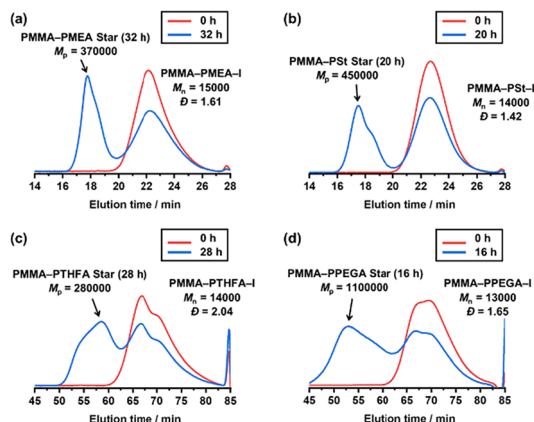 (a)
0 h
32 h
PMMA–PMEA Star (32 h)
Mp = 370000
PMMA–PMEA–I
Mn = 15000
Đ = 1.61
14 16 18 20 22 24 26 28
Elution time / min
(b)
0 h
20 h
PMMA–PSt Star (20 h)
Mp = 450000
PMMA–PSt–I
Mn = 14000
Đ = 1.42
14 16 18 20 22 24 26 28
Elution time / min
(c)
0 h
28 h
PMMA–PTHFA Star (28 h)
Mp = 280000
PMMA–PTHFA–I
Mn = 14000
Đ = 2.04
45 50 55 60 65 70 75 80 85
Elution time / min
(d)
0 h
16 h
PMMA–PPEGA Star (16 h)
Mp = 1100000
PMMA–PPEGA–I
Mn = 13000
Đ = 1.65
45 50 55 60 65 70 75 80 85
Elution time / min